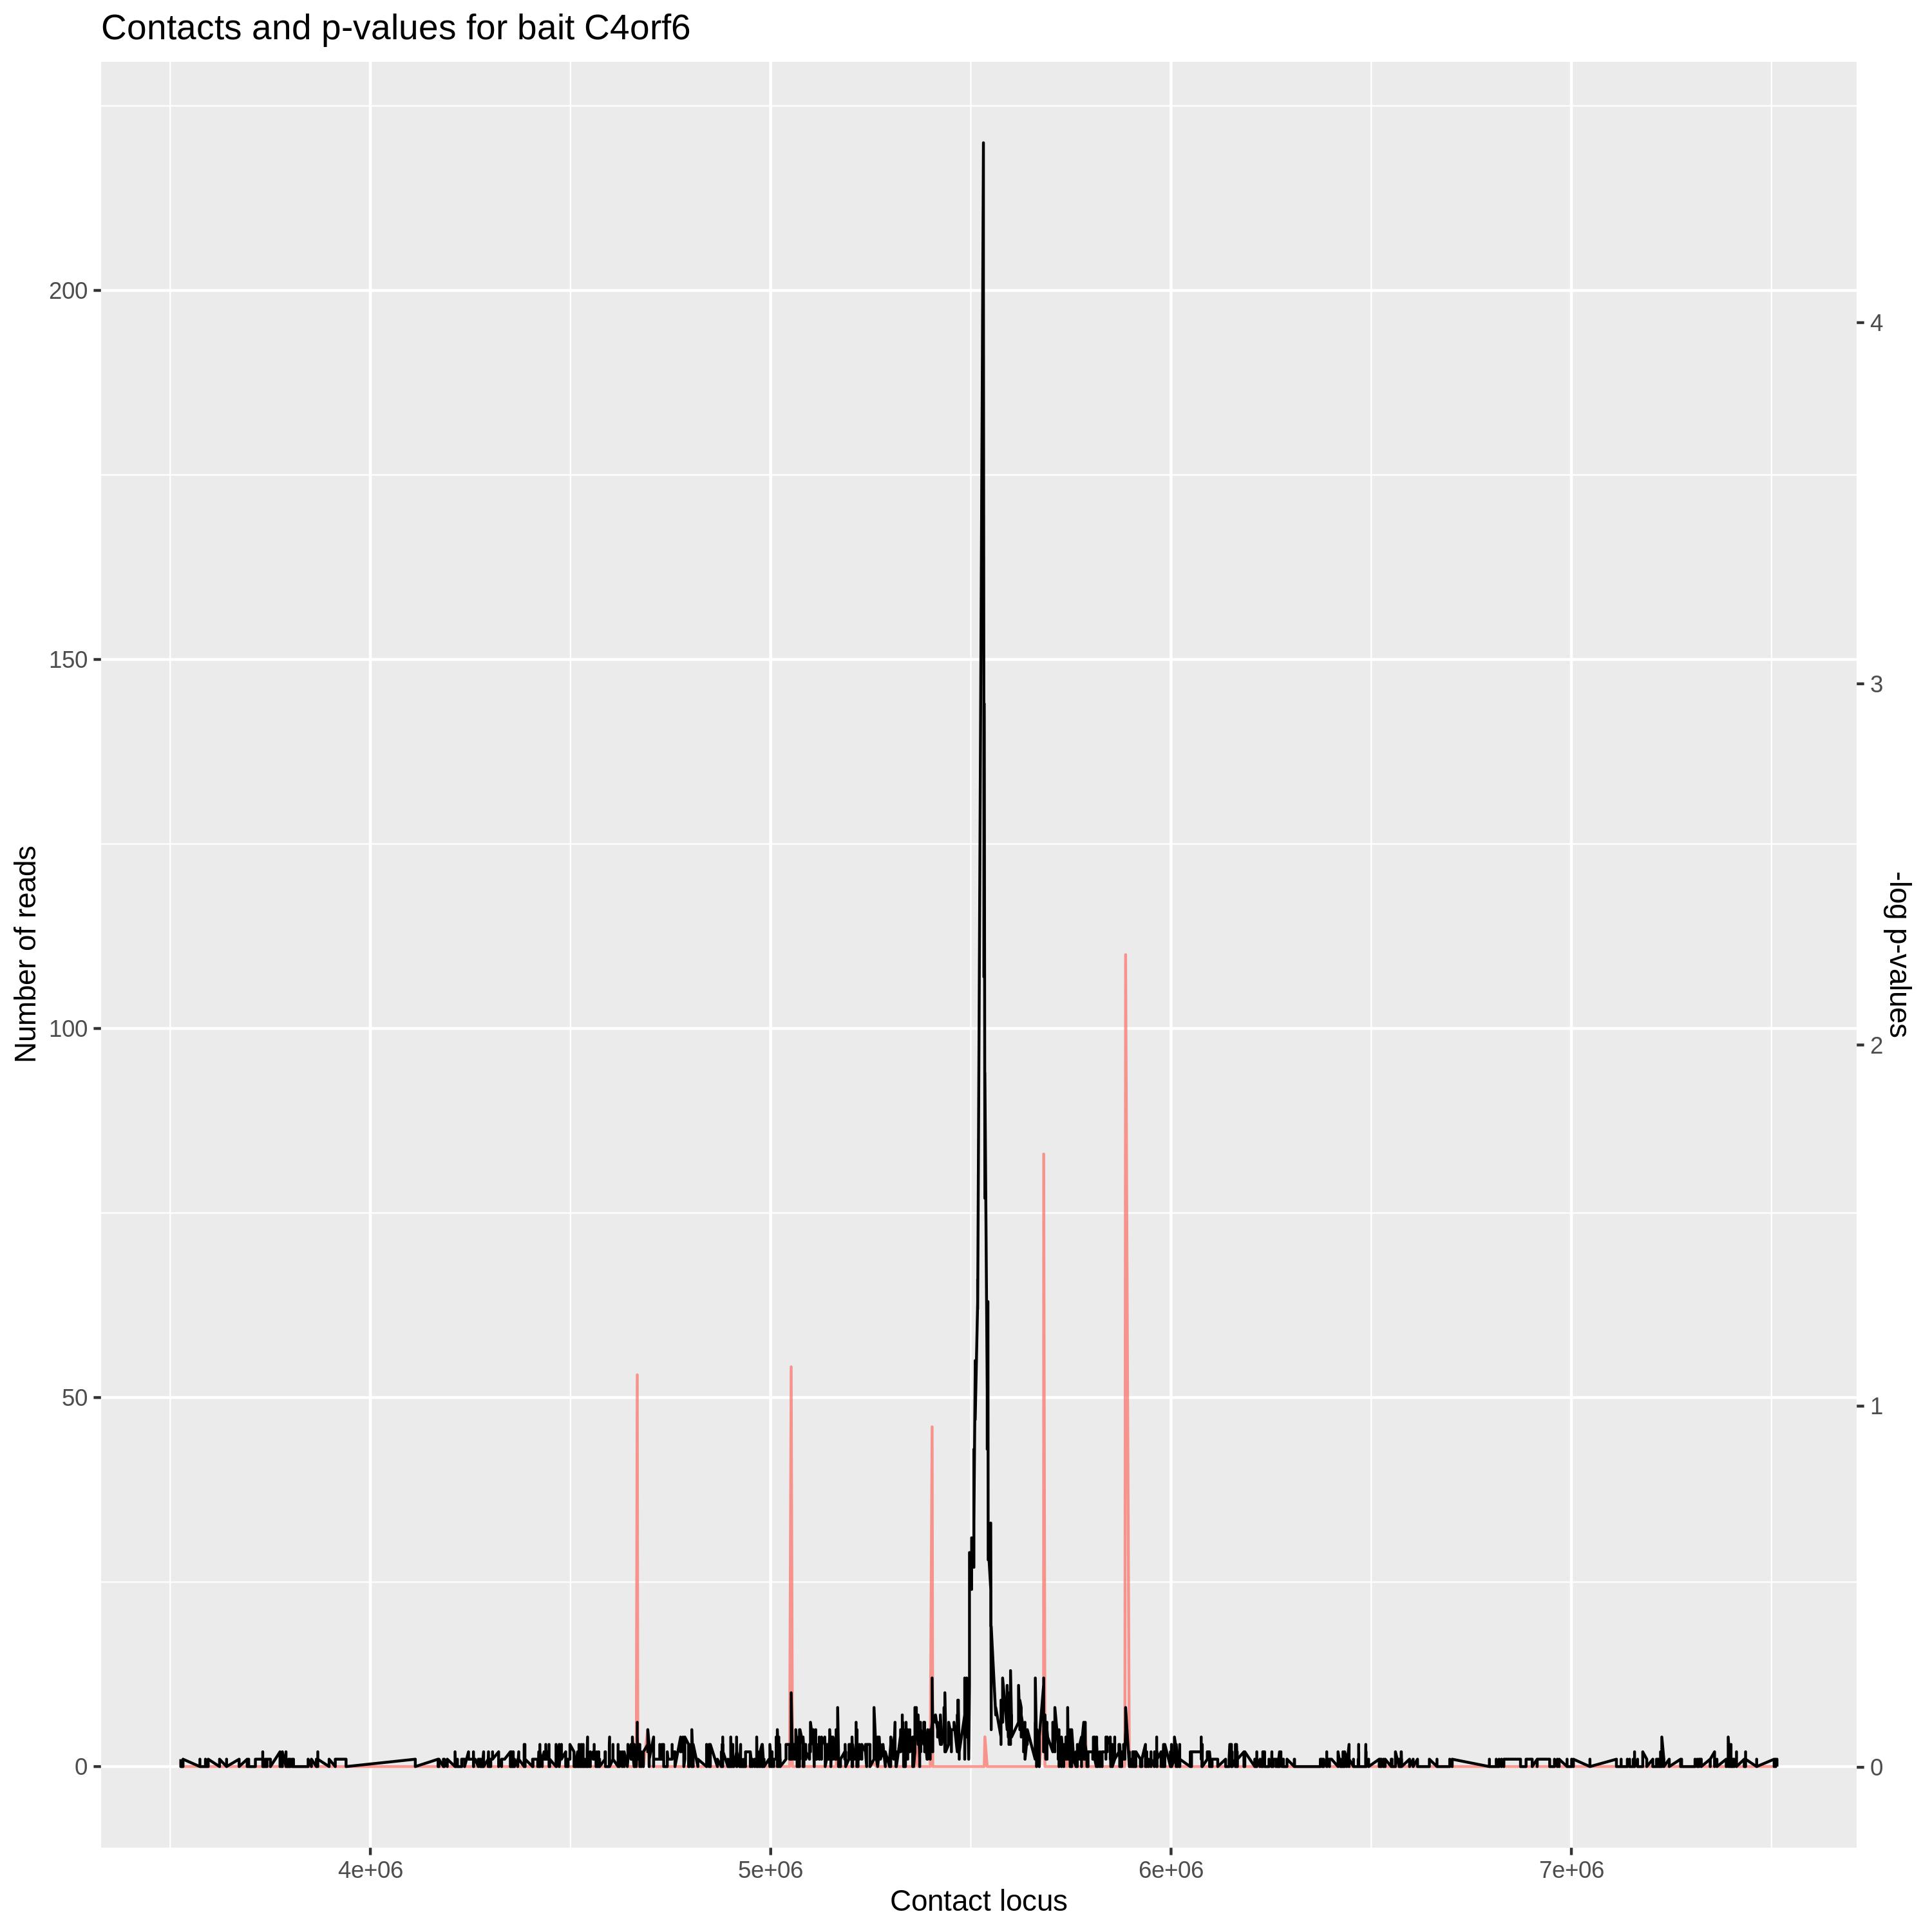 Contacts and p-values for bait C4orf6
200
150
100
50
0
4
3
2
1
0
Number of reads
-log p-values
4e+06
5e+06
6e+06
7e+06
Contact locus